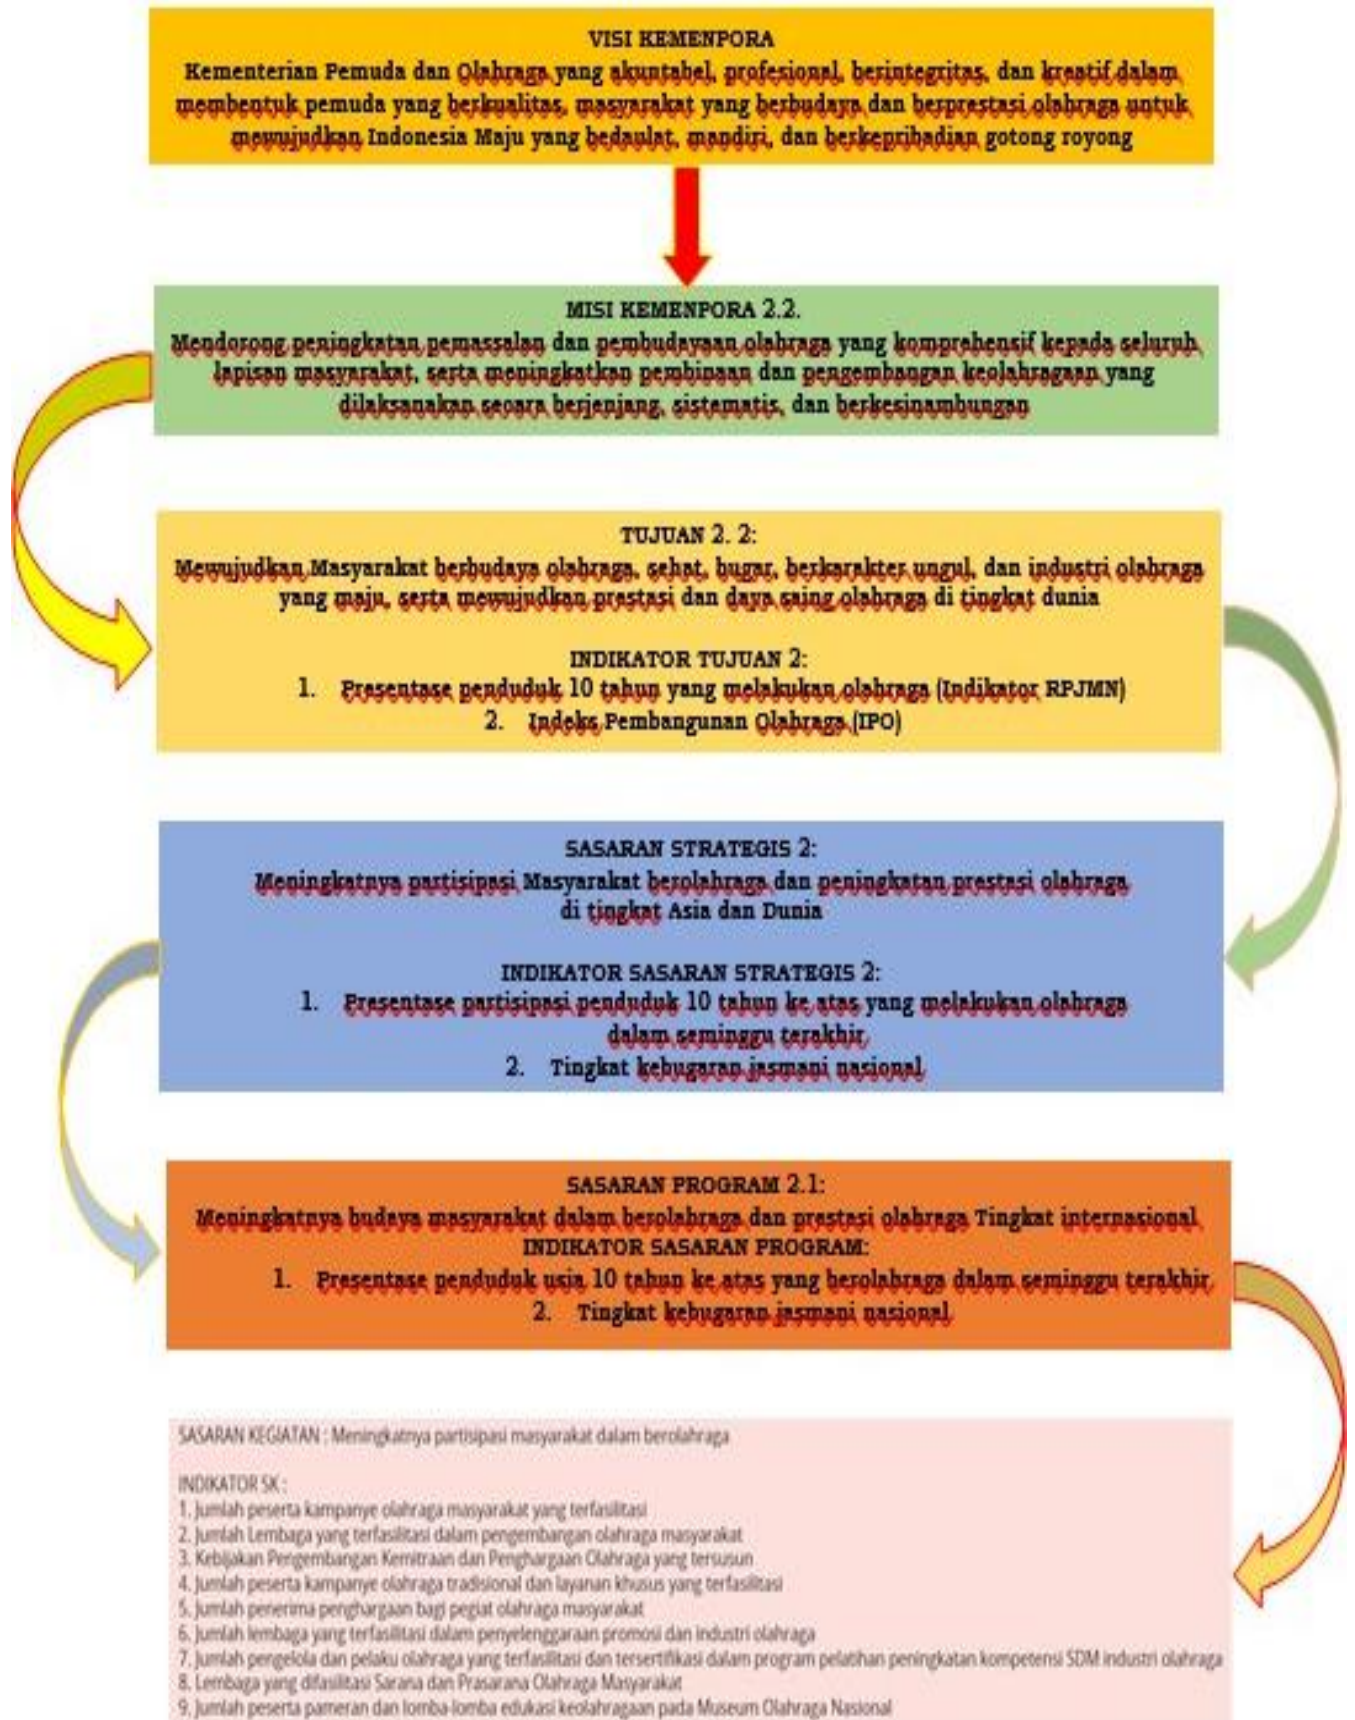 VISI KEMENPORA
Kementerian Pemuda dan Olahraga yang akuntabel, profesional, berintegritas, dan kreatif dalam
membentuk pemuda yang berkualitas, masyarakat yang berbudaya dan berprestasi olahraga untuk
mewujudkan Indonesia Maju yang bedaulat, mandiri, dan berkepribadian gotong royong
MISI KEMENPORA 2.2.
Mendorong peningkatan pemassalan dan pembudayaan olahraga yang komprehensif kepada seluruh
lapisan masyarakat, serta meningkatkan pembinaan dan pengembangan keolahragaan yang
dilaksanakan secara berjenjang, sistematis, dan berkesinambungan
TUJUAN 2. 2:
Mewujudkan Masyarakat berbudaya olahraga, sehat, bugar, berkarakter ungul, dan industri olahraga
yang maju, serta mewujudkan prestasi dan daya saing olahraga di tingkat dunia
INDIKATOR TUJUAN 2:
1. Presentase penduduk 10 tahun yang melakukan olahraga (Indikator RPJMN)
2. Indeks Pembangunan Olahraga (IPO)
SASARAN STRATEGIS 2:
Meningkatnya partisipasi Masyarakat berolahraga dan peningkatan prestasi olahraga
di tingkat Asia dan Dunia
INDIKATOR SASARAN STRATEGIS 2:
1. Presentase partisipasi penduduk 10 tahun ke atas yang melakukan olahraga
dalam seminggu terakhir
2. Tingkat kebugaran jasmani nasional
SASARAN PROGRAM 2.1:
Meningkatnya budaya masyarakat dalam berolahraga dan prestasi olahraga Tingkat internasional
INDIKATOR SASARAN PROGRAM:
1. Presentase penduduk usia 10 tahun ke atas yang berolahraga dalam seminggu terakhir
2. Tingkat kebugaran jasmani nasional
SASARAN KEGIATAN : Meningkatnya partisipasi masyarakat dalam berolahraga
INDIKATOR SK :
1. Jumlah peserta kampanye olahraga masyarakat yang terfasilitasi
2. Jumlah Lembaga yang terfasilitasi dalam pengembangan olahraga masyarakat
3. Kebijakan Pengembangan Kemitraan dan Penghargaan Olahraga yang tersusun
4. Jumlah peserta kampanye olahraga tradisional dan layanan khusus yang terfasilitasi
5. Jumlah penerima penghargaan bagi pegiat olahraga masyarakat
6. Jumlah lembaga yang terfasilitasi dalam penyelenggaraan promosi dan industri olahraga
7. Jumlah pengelola dan pelaku olahraga yang terfasilitasi dan tersertifikasi dalam program pelatihan peningkatan kompetensi SDM industri olahraga
8. Lembaga yang difasilitasi Sarana dan Prasarana Olahraga Masyarakat
9. Jumlah peserta pameran dan lomba-lomba edukasi keolahragaan pada Museum Olahraga Nasional